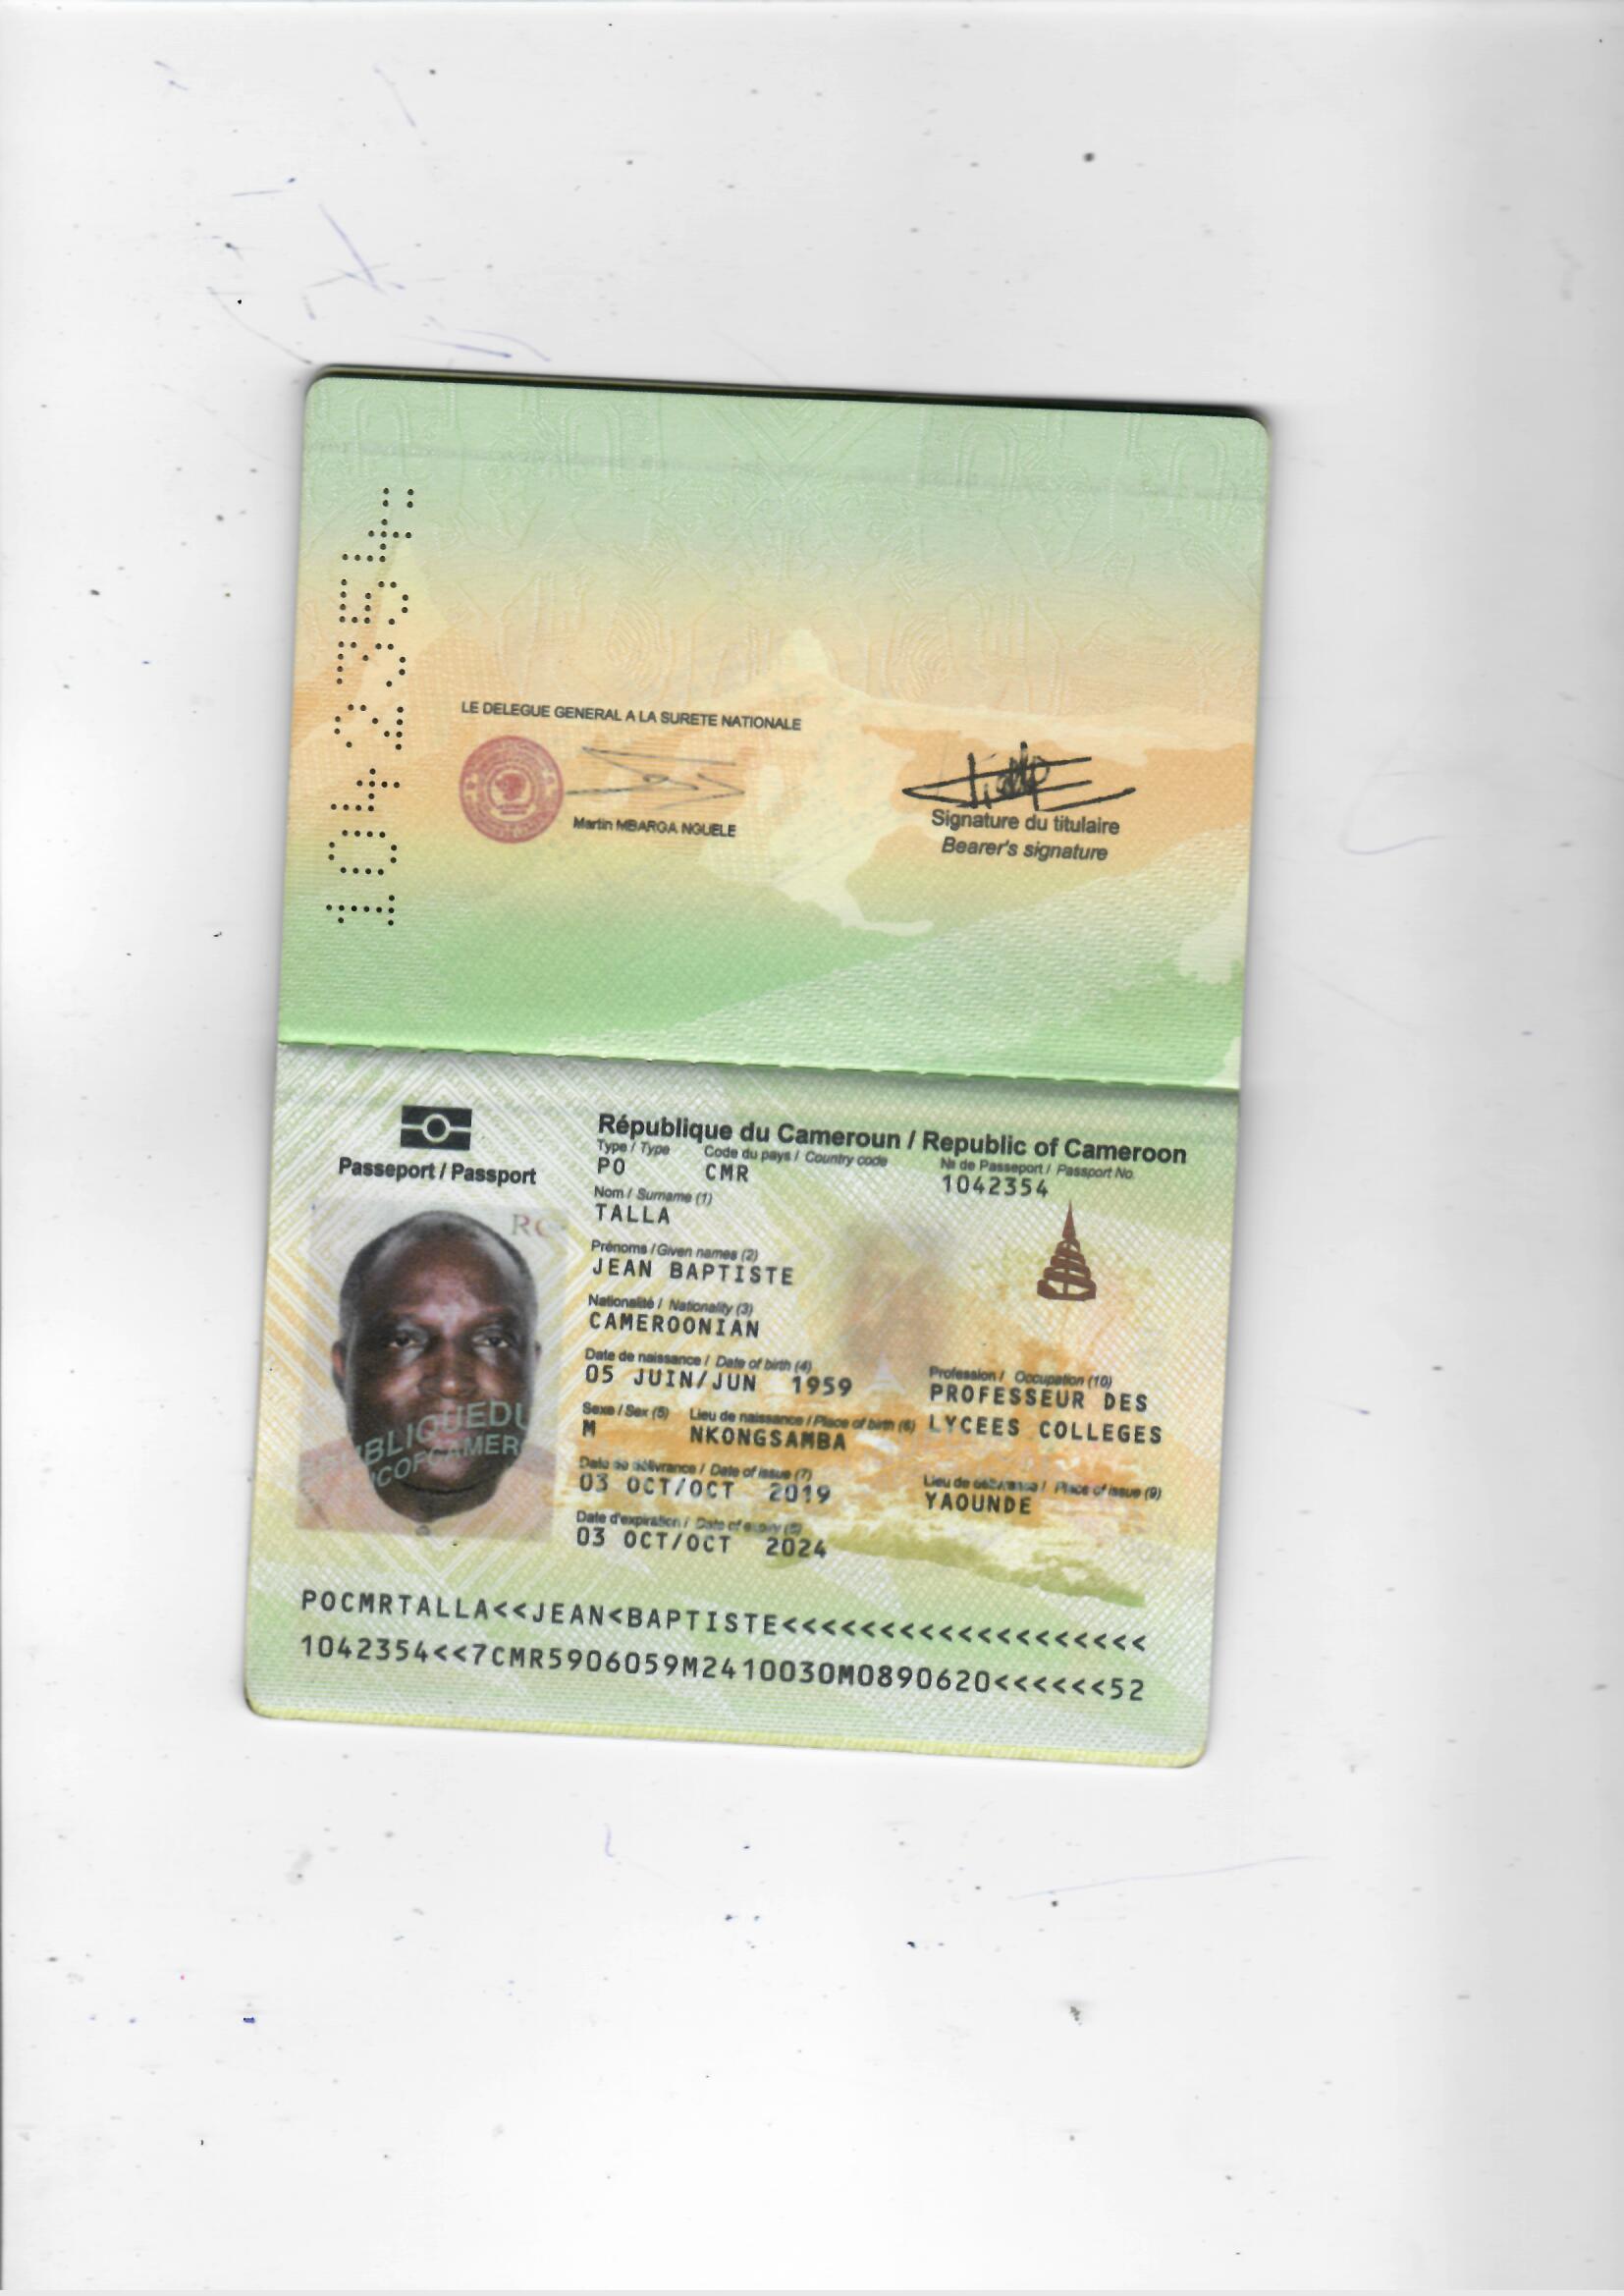 1042354
LE DELEGUE GENERAL A LA SURETE NATIONALE
Martin MBARGA NGUELE
Signature du titulaire
Bearer's signature
Passeport / Passport
République du Cameroun / Republic of Cameroon
Type / Type Code du pays / Country code № de Passeport / Passport No.
PO CMR 1042354
Nom / Surname (1)
TALLA
Prénoms / Given names (2)
JEAN BAPTISTE
Nationalité / Nationality (3)
CAMEROONIAN
Date de naissance / Date of birth (4)
05 JUIN/JUN 1959
Profession / Occupation (10)
PROFESSEUR DES
LYCEES COLLEGES
Sexe / Sex (5) Lieu de naissance / Place of birth (6)
M NKONGSAMBA
Date de délivrance / Date of issue (7)
03 OCT/OCT 2019
Lieu de délivrance / Place of issue (9)
YAOUNDE
Date d'expiration / Date of expiry
03 OCT/OCT 2024
RC
BLIQUEDU
ICOFCAMER
POCMRTALLA<<JEAN<BAPTISTE<<<<<<<<<<<<<<<<<<<
1042354<<7CMR5906059M2410030M0890620<<<<<<52